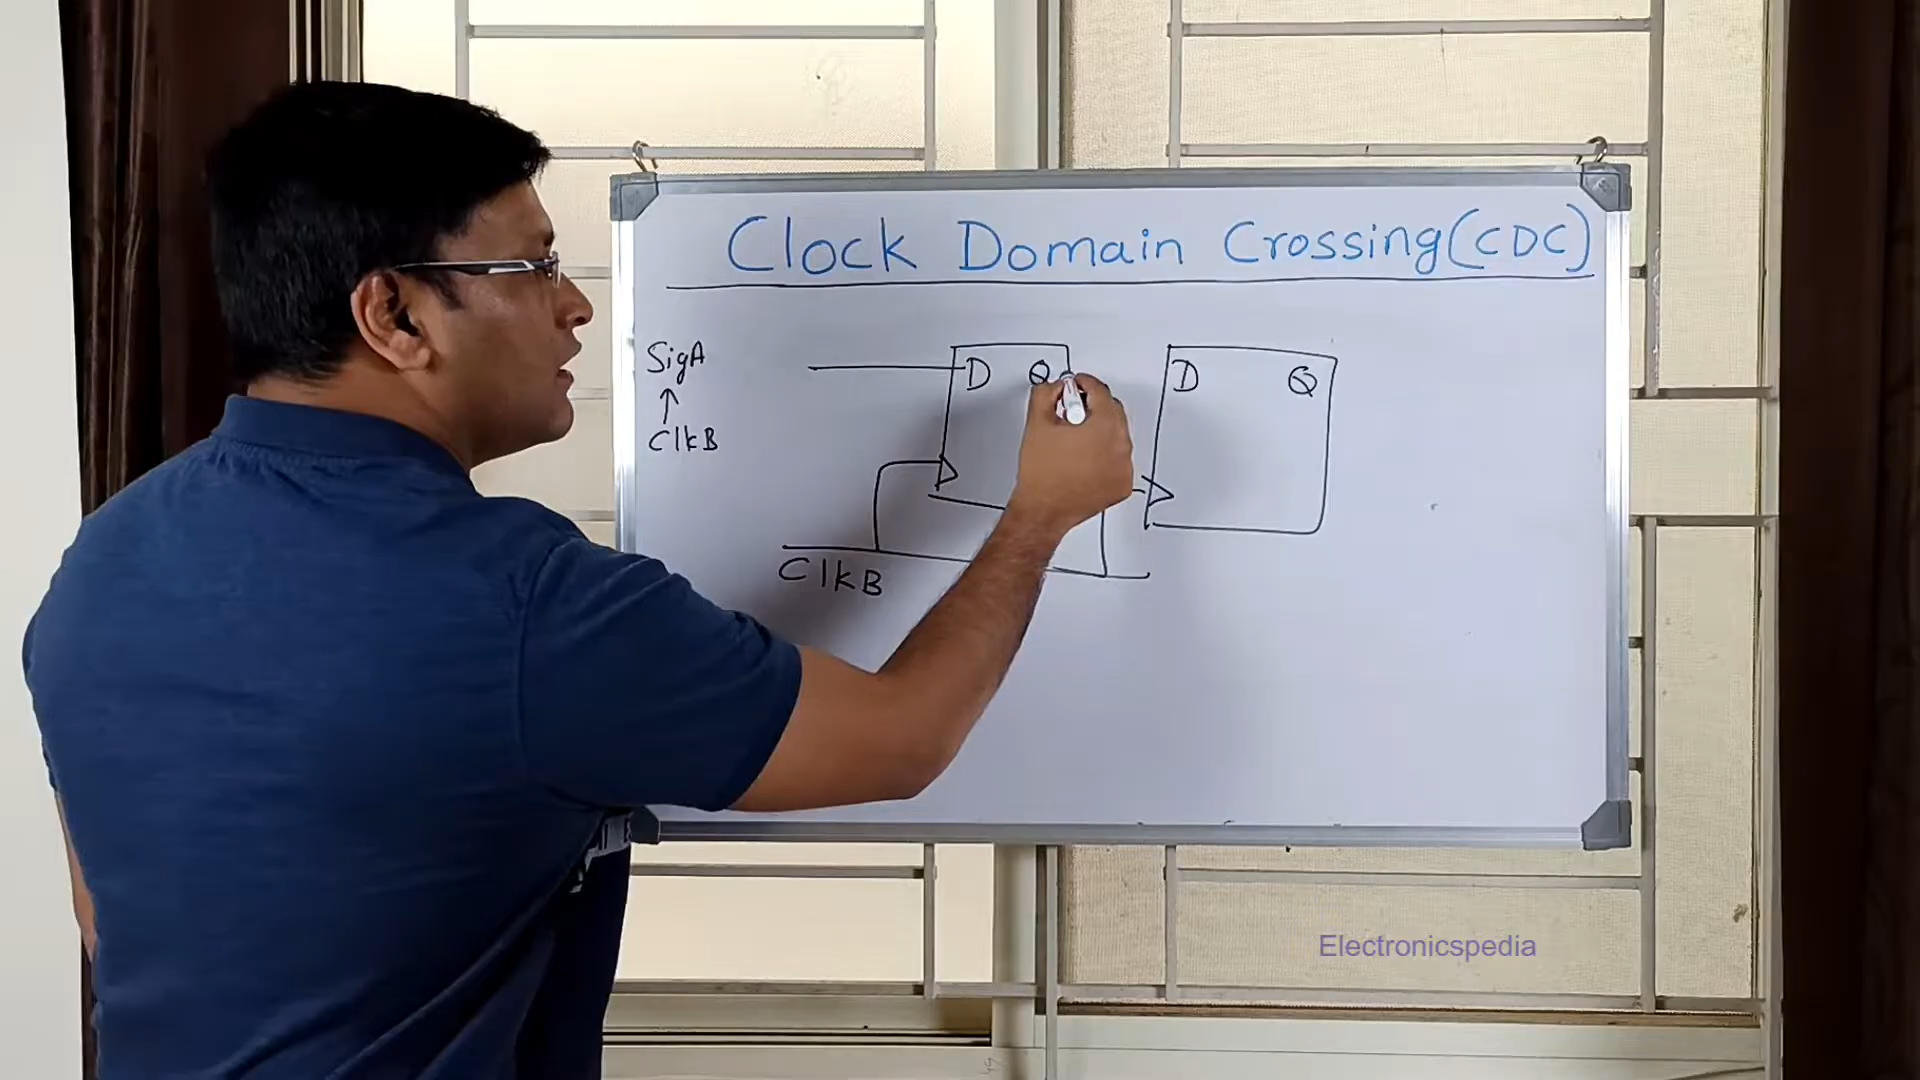 Clock Domain Crossing(CDC)
SigA
↑
ClkB
D Q
D Q
ClkB
Electronicspedia